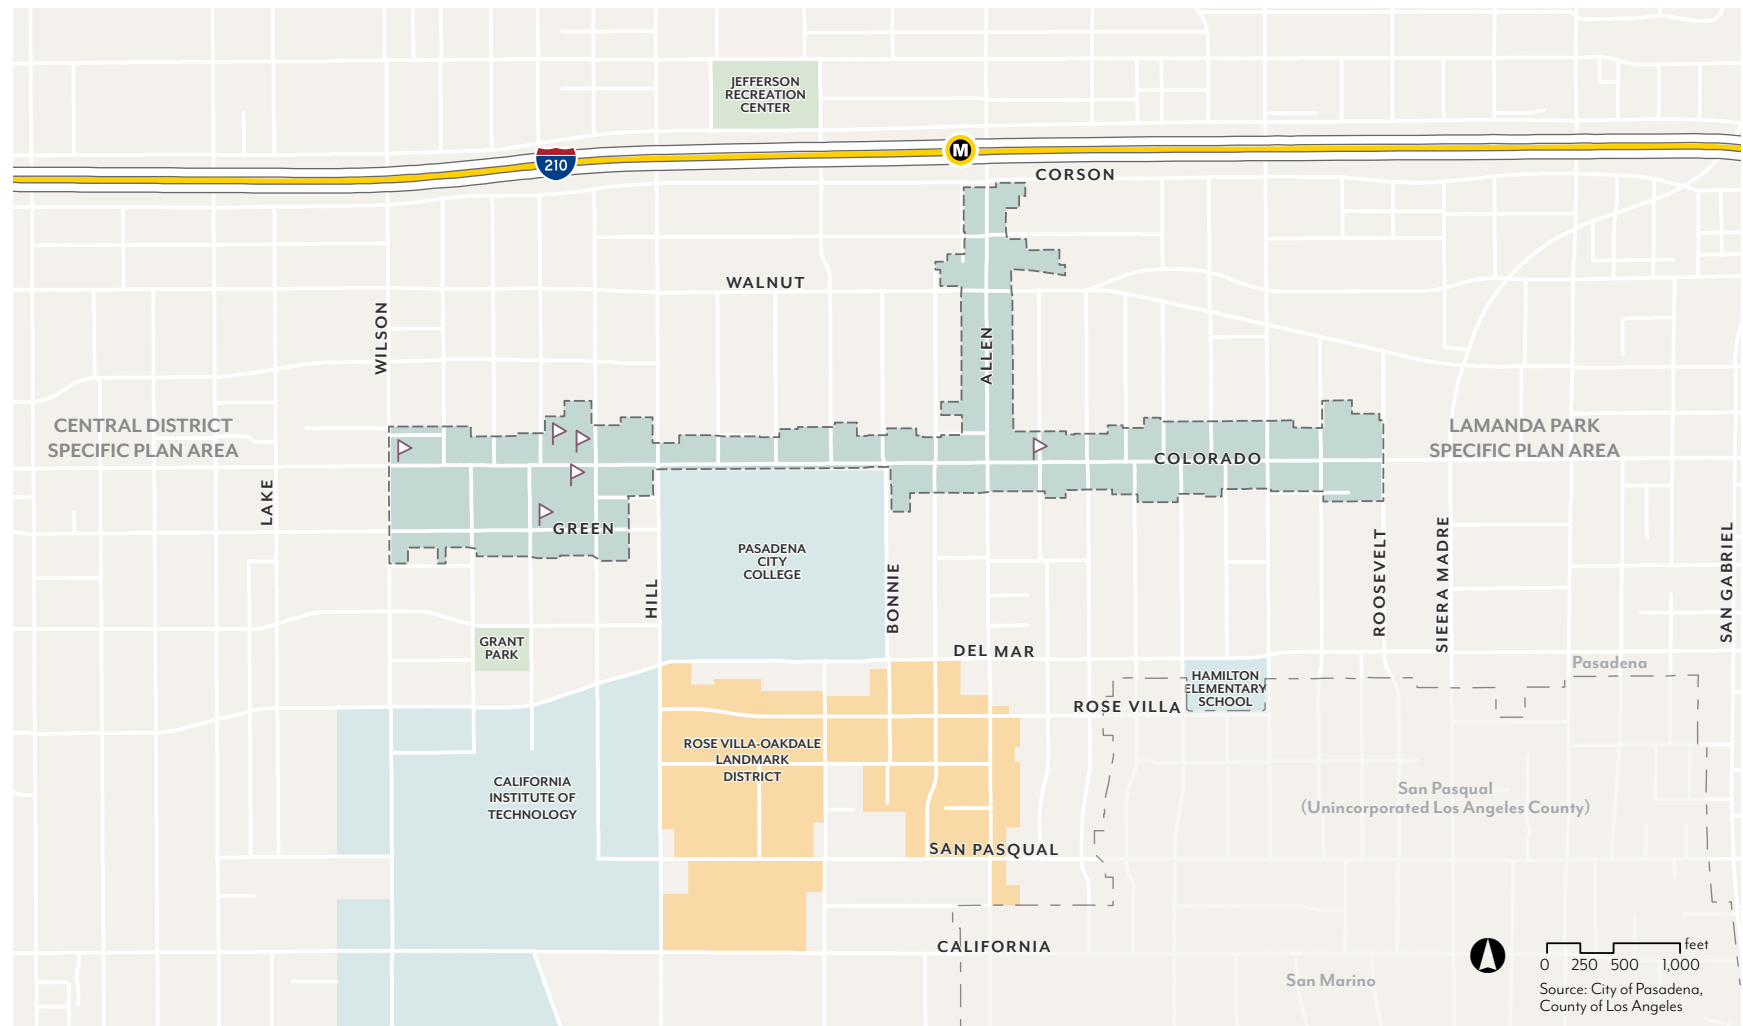 JEFFERSON
RECREATION
CENTER
210
M
CORSON
WALNUT
WILSON
ALLEN
CENTRAL DISTRICT
SPECIFIC PLAN AREA
LAMANDA PARK
SPECIFIC PLAN AREA
COLORADO
LAKE
GREEN
PASADENA
CITY
COLLEGE
HILL
BONNIE
ROOSEVELT
SIEERA MADRE
SAN GABRIEL
GRANT
PARK
DEL MAR
Pasadena
HAMILTON
ELEMENTARY
SCHOOL
ROSE VILLA
ROSE VILLA-OAKDALE
LANDMARK
DISTRICT
CALIFORNIA
INSTITUTE OF
TECHNOLOGY
San Pasqual
(Unincorporated Los Angeles County)
SAN PASQUAL
CALIFORNIA
San Marino
feet
0 250 500 1,000
Source: City of Pasadena,
County of Los Angeles